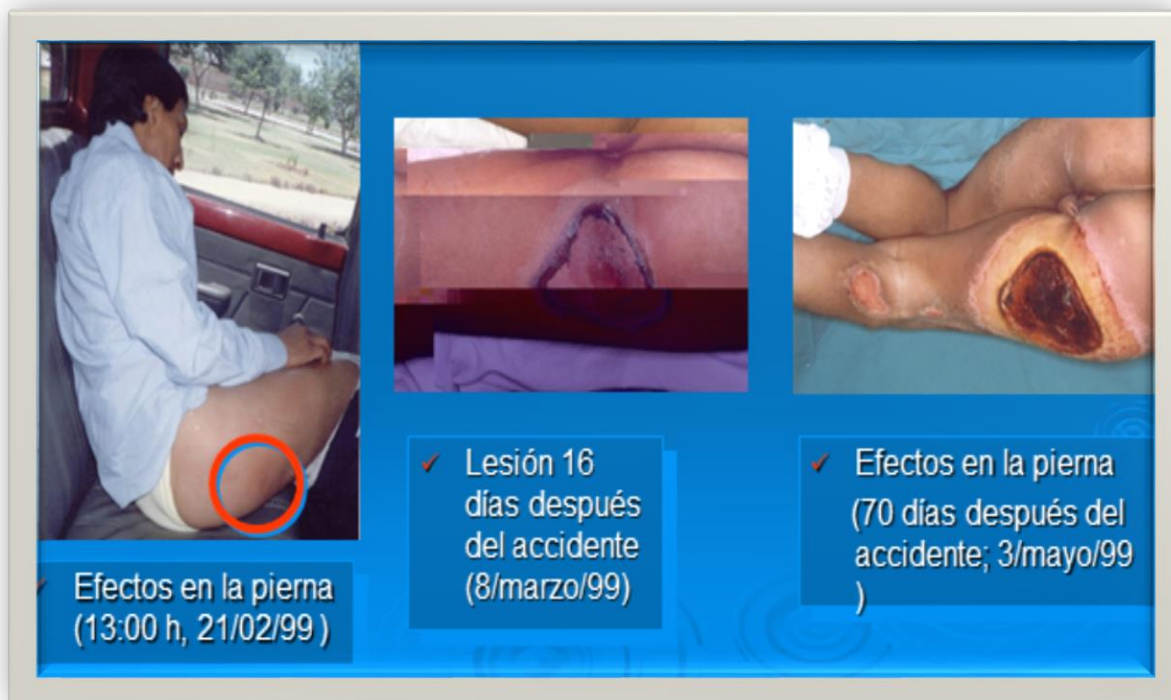 ✓ Efectos en la pierna
(13:00 h, 21/02/99 )
✓ Lesión 16
días después
del accidente
(8/marzo/99)
✓ Efectos en la pierna
(70 días después del
accidente; 3/mayo/99
)